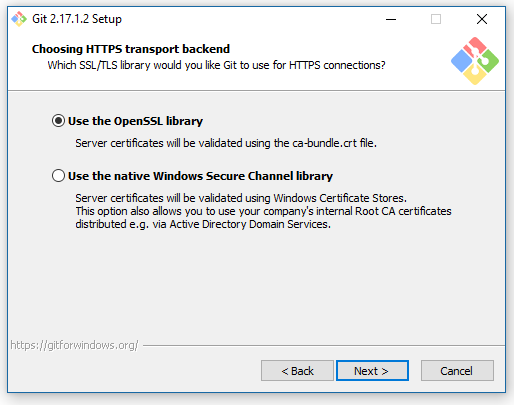 Git 2.17.1.2 Setup
Choosing HTTPS transport backend
Which SSL/TLS library would you like Git to use for HTTPS connections?
Use the OpenSSL library
Server certificates will be validated using the ca-bundle.crt file.
Use the native Windows Secure Channel library
Server certificates will be validated using Windows Certificate Stores.
This option also allows you to use your company's internal Root CA certificates
distributed e.g. via Active Directory Domain Services.
https://gitforwindows.org/
< Back
Next >
Cancel